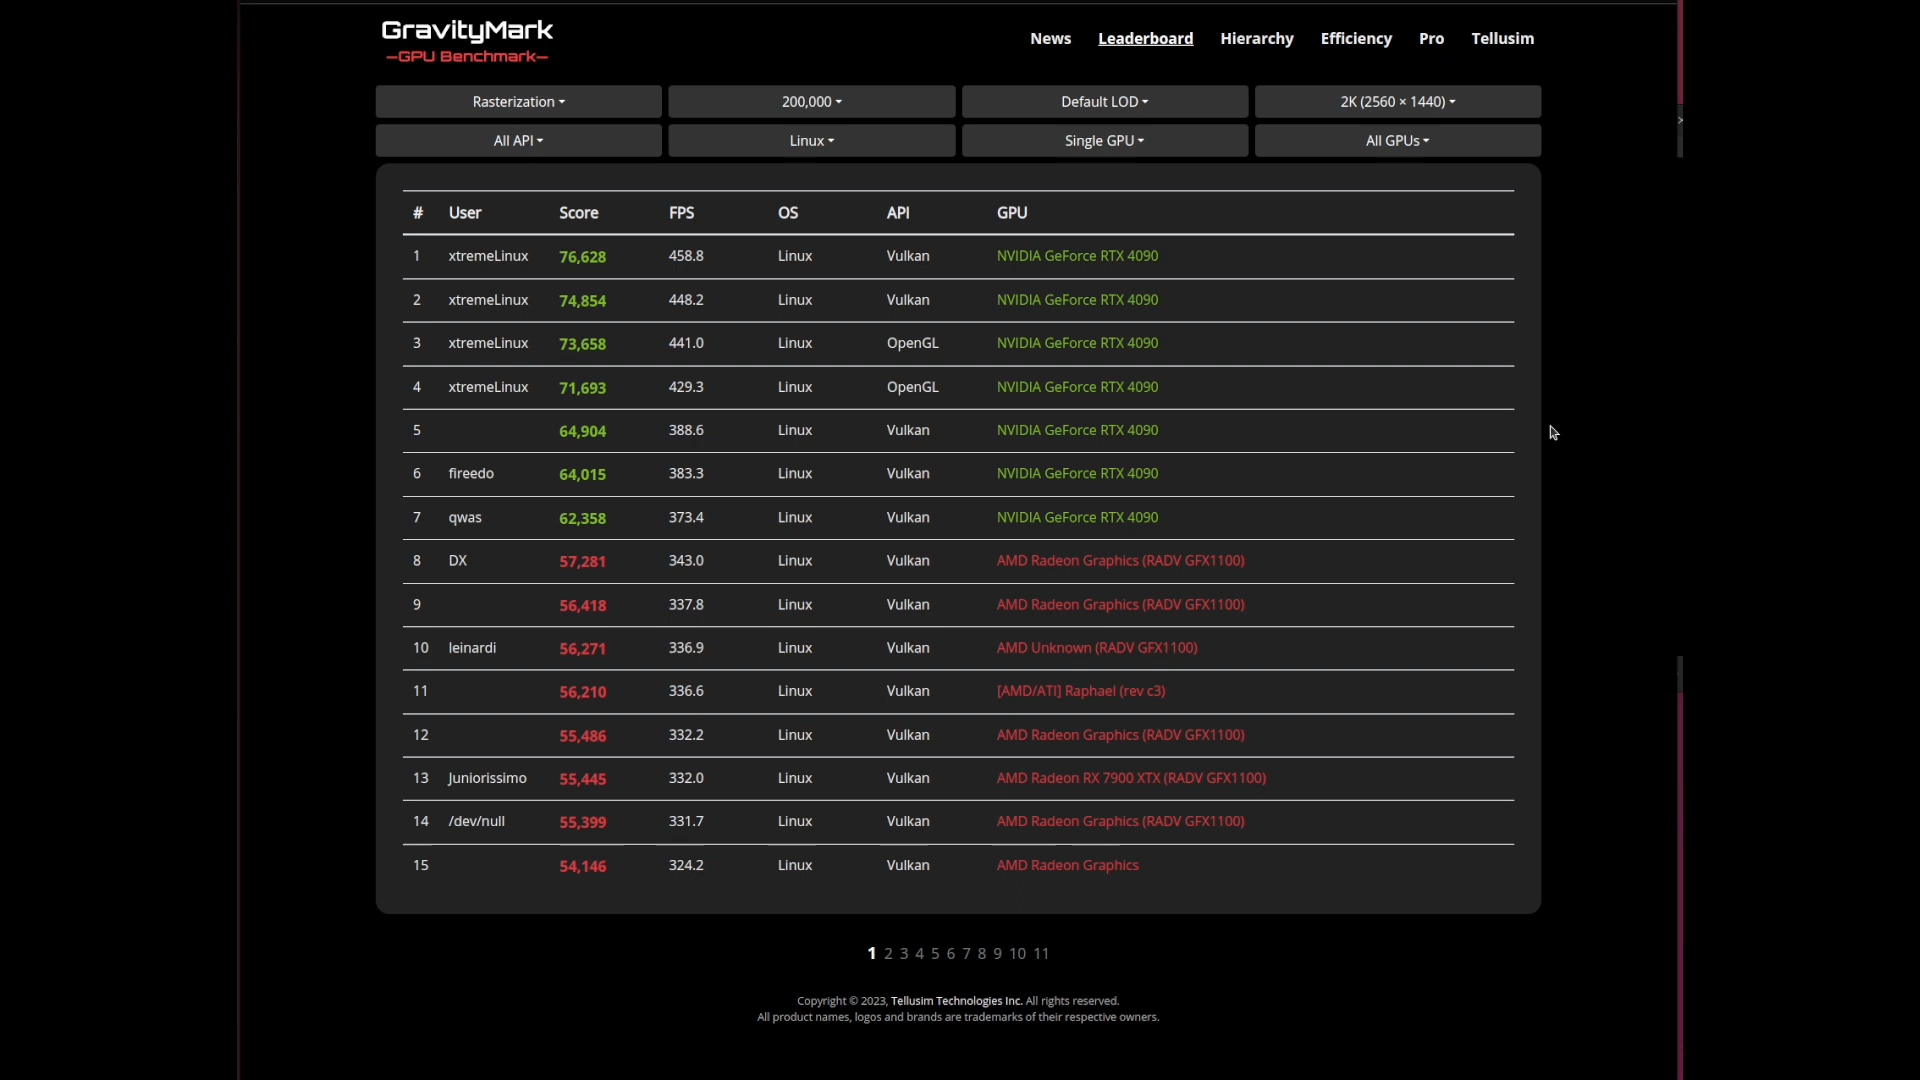 GravityMark
—GPU Benchmark—
News Leaderboard Hierarchy Efficiency Pro Tellusim
Rasterization 200,000 Default LOD 2K (2560 × 1440)
All API Linux Single GPU All GPUs
# User Score FPS OS API GPU
1 xtremeLinux 76,628 458.8 Linux Vulkan NVIDIA GeForce RTX 4090
2 xtremeLinux 74,854 448.2 Linux Vulkan NVIDIA GeForce RTX 4090
3 xtremeLinux 73,658 441.0 Linux OpenGL NVIDIA GeForce RTX 4090
4 xtremeLinux 71,693 429.3 Linux OpenGL NVIDIA GeForce RTX 4090
5 64,904 388.6 Linux Vulkan NVIDIA GeForce RTX 4090
6 fireedo 64,015 383.3 Linux Vulkan NVIDIA GeForce RTX 4090
7 qwas 62,358 373.4 Linux Vulkan NVIDIA GeForce RTX 4090
8 DX 57,281 343.0 Linux Vulkan AMD Radeon Graphics (RADV GFX1100)
9 56,418 337.8 Linux Vulkan AMD Radeon Graphics (RADV GFX1100)
10 leinardi 56,271 336.9 Linux Vulkan AMD Unknown (RADV GFX1100)
11 56,210 336.6 Linux Vulkan [AMD/ATI] Raphael (rev c3)
12 55,486 332.2 Linux Vulkan AMD Radeon Graphics (RADV GFX1100)
13 Juniorissimo 55,445 332.0 Linux Vulkan AMD Radeon RX 7900 XTX (RADV GFX1100)
14 /dev/null 55,399 331.7 Linux Vulkan AMD Radeon Graphics (RADV GFX1100)
15 54,146 324.2 Linux Vulkan AMD Radeon Graphics
1 2 3 4 5 6 7 8 9 10 11
Copyright © 2023, Tellusim Technologies Inc. All rights reserved.
All product names, logos and brands are trademarks of their respective owners.